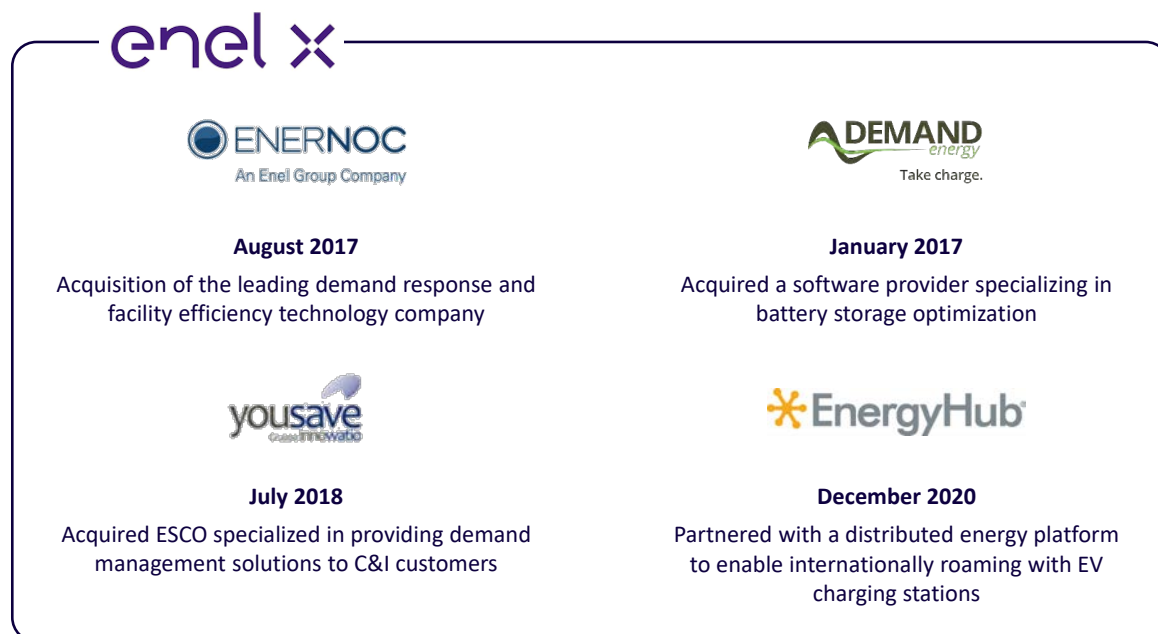 enel x
ENERNOC
An Enel Group Company
August 2017
Acquisition of the leading demand response and
facility efficiency technology company
DEMAND
energy
Take charge.
January 2017
Acquired a software provider specializing in
battery storage optimization
yousave
Gruppo innowatio
July 2018
Acquired ESCO specialized in providing demand
management solutions to C&I customers
EnergyHub
December 2020
Partnered with a distributed energy platform
to enable internationally roaming with EV
charging stations